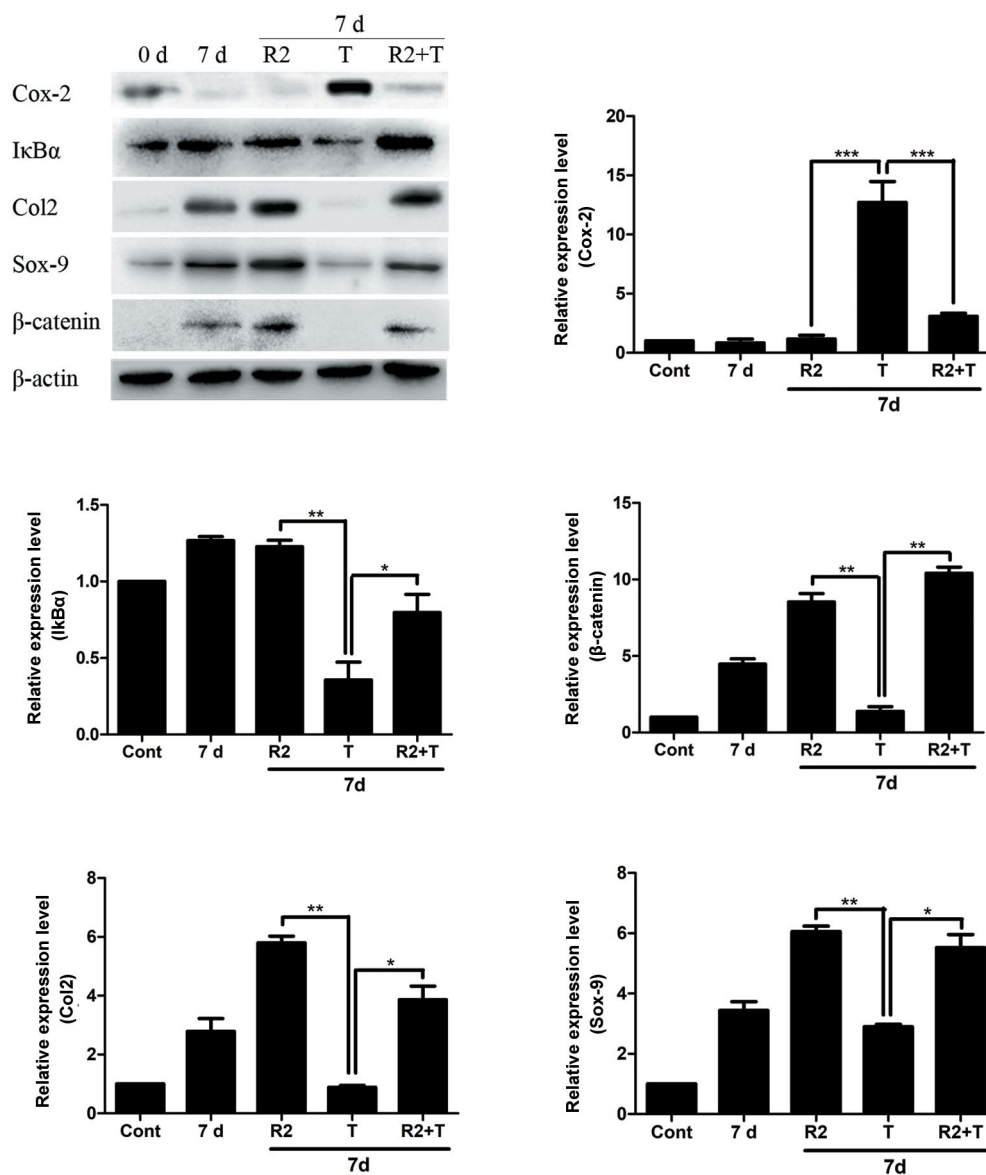 7 d
0 d 7 d R2 T R2+T
Cox-2
IκBα
Col2
Sox-9
β-catenin
β-actin
Relative expression level
(Cox-2)
20
15
10
5
0
*** ***
Cont 7 d R2 T R2+T
7d
Relative expression level
(IkBα)
1.5
1.0
0.5
0.0
**
*
Cont 7 d R2 T R2+T
7d
Relative expression level
(β-catenin)
15
10
5
0
**
**
Cont 7 d R2 T R2+T
7d
Relative expression level
(Col2)
8
6
4
2
0
**
*
Cont 7 d R2 T R2+T
7d
Relative expression level
(Sox-9)
8
6
4
2
0
**
*
Cont 7 d R2 T R2+T
7d